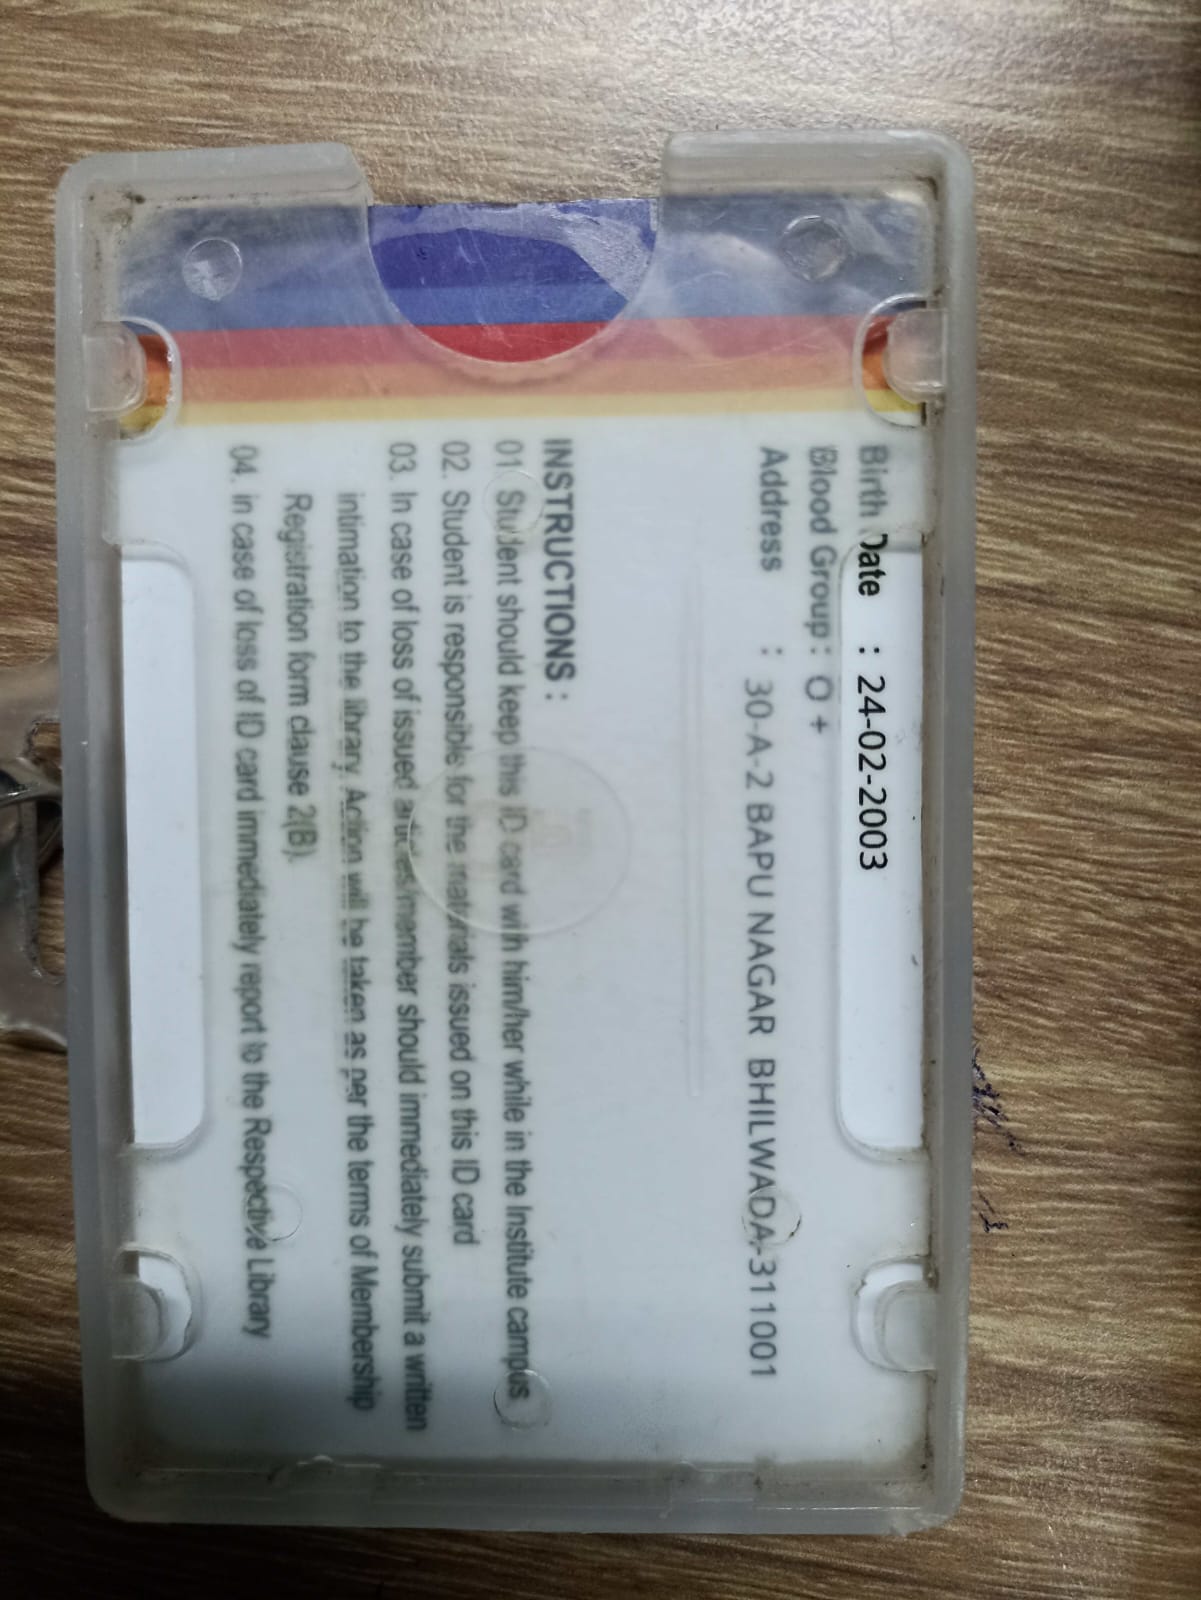 Birth Date : 24-02-2003
Blood Group : O +
Address : 30-A-2 BAPU NAGAR BHILWADA-311001
INSTRUCTIONS :
01 Student should keep this ID card with him/her while in the Institute campus
02. Student is responsible for the materials issued on this ID card
03. In case of loss of issued articles/member should immediately submit a written
intimation to the library. Action will be taken as per the terms of Membership
Registration form clause 2(B).
04. in case of loss of ID card immediately report to the Respective Library